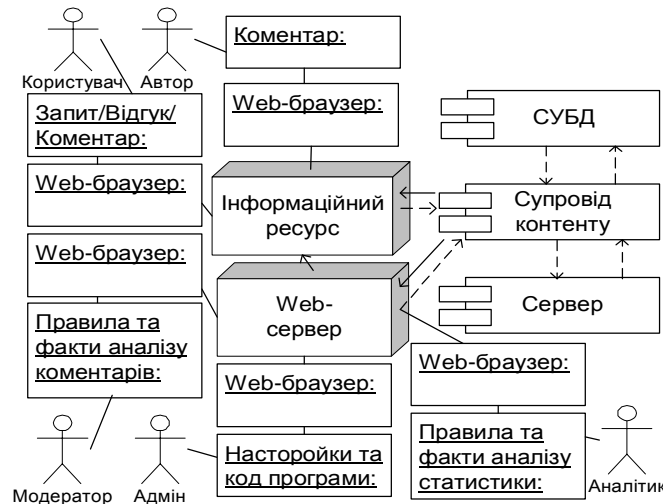 Користувач
Автор
Коментар:
Запит/Відгук/
Коментар:
Web-браузер:
СУБД
Web-браузер:
Інформаційний
ресурс
Супровід
контенту
Web-браузер:
Web-
сервер
Сервер
Правила та
факти аналізу
коментарів:
Web-браузер:
Web-браузер:
Насторойки та
код програми:
Правила та
факти аналізу
статистики:
Модератор
Адмін
Аналітик